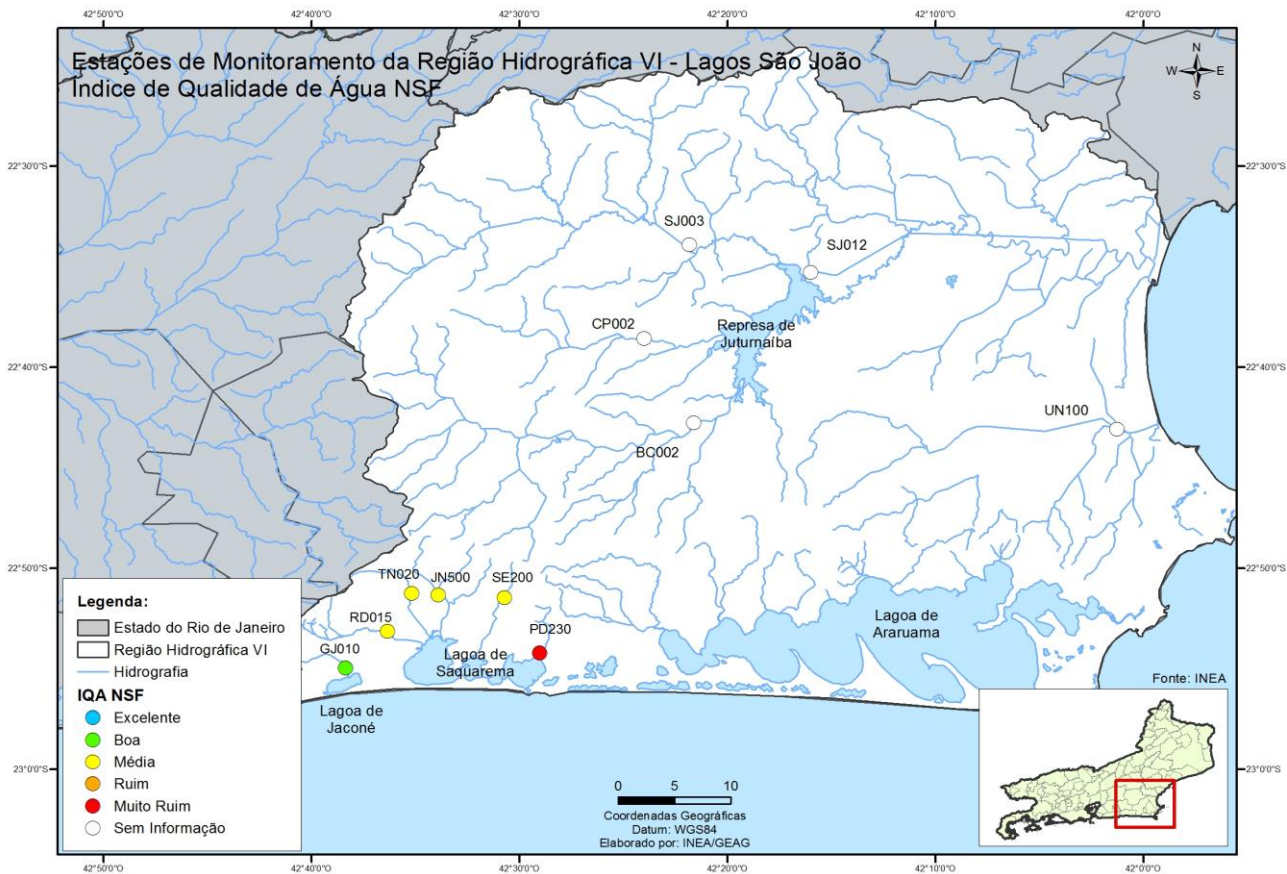 42°50'0"O 42°40'0"O 42°30'0"O 42°20'0"O 42°10'0"O 42°0'0"O
Estações de Monitoramento da Região Hidrográfica VI - Lagos São João
Índice de Qualidade de Água NSF
N
W E
S
22°30'0"S 22°30'0"S
SJ003
SJ012
CP002
Represa de
Juturnaíba
22°40'0"S 22°40'0"S
UN100
BC002
22°50'0"S 22°50'0"S
TN020 JN500 SE200
RD015
PD230
GJ010
Lagoa de
Araruama
Lagoa de
Saquarema
Lagoa de
Jaconé
Legenda:
Estado do Rio de Janeiro
Região Hidrográfica VI
Hidrografia
IQA NSF
Excelente
Boa
Média
Ruim
Muito Ruim
Sem Informação
Fonte: INEA
23°0'0"S 23°0'0"S
0 5 10
Coordenadas Geográficas
Datum: WGS84
Elaborado por: INEA/GEAG
42°50'0"O 42°40'0"O 42°30'0"O 42°20'0"O 42°10'0"O 42°0'0"O